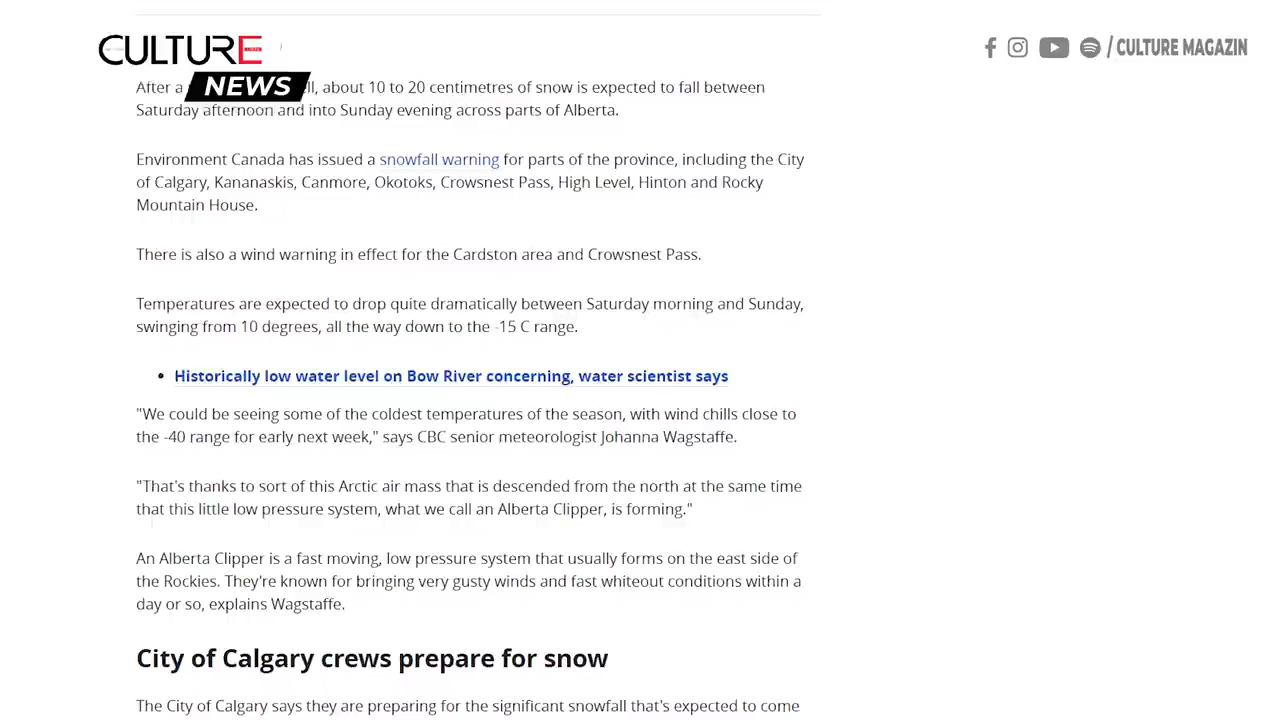 CULTURE
NEWS
/ CULTURE MAGAZIN
After a ll, about 10 to 20 centimetres of snow is expected to fall between
Saturday afternoon and into Sunday evening across parts of Alberta.
Environment Canada has issued a snowfall warning for parts of the province, including the City
of Calgary, Kananaskis, Canmore, Okotoks, Crowsnest Pass, High Level, Hinton and Rocky
Mountain House.
There is also a wind warning in effect for the Cardston area and Crowsnest Pass.
Temperatures are expected to drop quite dramatically between Saturday morning and Sunday,
swinging from 10 degrees, all the way down to the -15 C range.
• Historically low water level on Bow River concerning, water scientist says
"We could be seeing some of the coldest temperatures of the season, with wind chills close to
the -40 range for early next week," says CBC senior meteorologist Johanna Wagstaffe.
"That's thanks to sort of this Arctic air mass that is descended from the north at the same time
that this little low pressure system, what we call an Alberta Clipper, is forming."
An Alberta Clipper is a fast moving, low pressure system that usually forms on the east side of
the Rockies. They're known for bringing very gusty winds and fast whiteout conditions within a
day or so, explains Wagstaffe.
City of Calgary crews prepare for snow
The City of Calgary says they are preparing for the significant snowfall that's expected to come